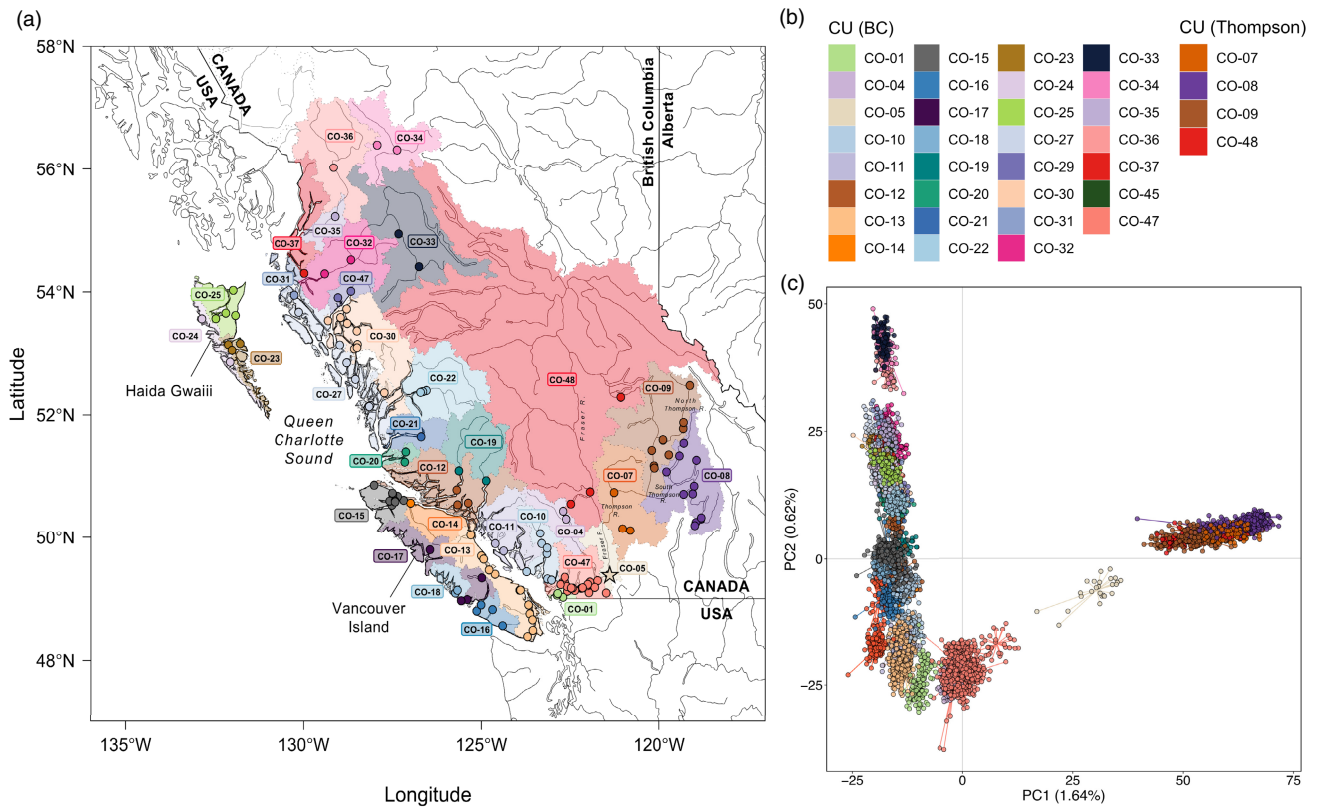 (a)
58°N
56°N
54°N
52°N
50°N
48°N
Latitude
135°W
130°W
125°W
120°W
Longitude
CANADA
USA
British Columbia
Alberta
CO-36
CO-34
CO-35
CO-37
CO-32
CO-33
CO-31
CO-47
CO-25
CO-24
CO-23
Haida Gwaiii
CO-30
CO-27
CO-22
CO-48
CO-09
North
Thompson R.
Queen
Charlotte
Sound
CO-21
Fraser R.
CO-19
CO-20
CO-12
CO-07
CO-08
South
Thompson
R.
Thompson
R.
CO-15
CO-14
CO-11
CO-10
CO-04
CO-17
CO-13
CO-47
Fraser R.
CO-05
CO-18
CANADA
USA
CO-01
Vancouver
Island
CO-16
(b)
CU (BC)
CO-01
CO-04
CO-05
CO-10
CO-11
CO-12
CO-13
CO-14
CO-15
CO-16
CO-17
CO-18
CO-19
CO-20
CO-21
CO-22
CO-23
CO-24
CO-25
CO-27
CO-29
CO-30
CO-31
CO-32
CO-33
CO-34
CO-35
CO-36
CO-37
CO-45
CO-47
CU (Thompson)
CO-07
CO-08
CO-09
CO-48
(c)
50
25
0
−25
PC2 (0.62%)
−25
0
25
50
75
PC1 (1.64%)